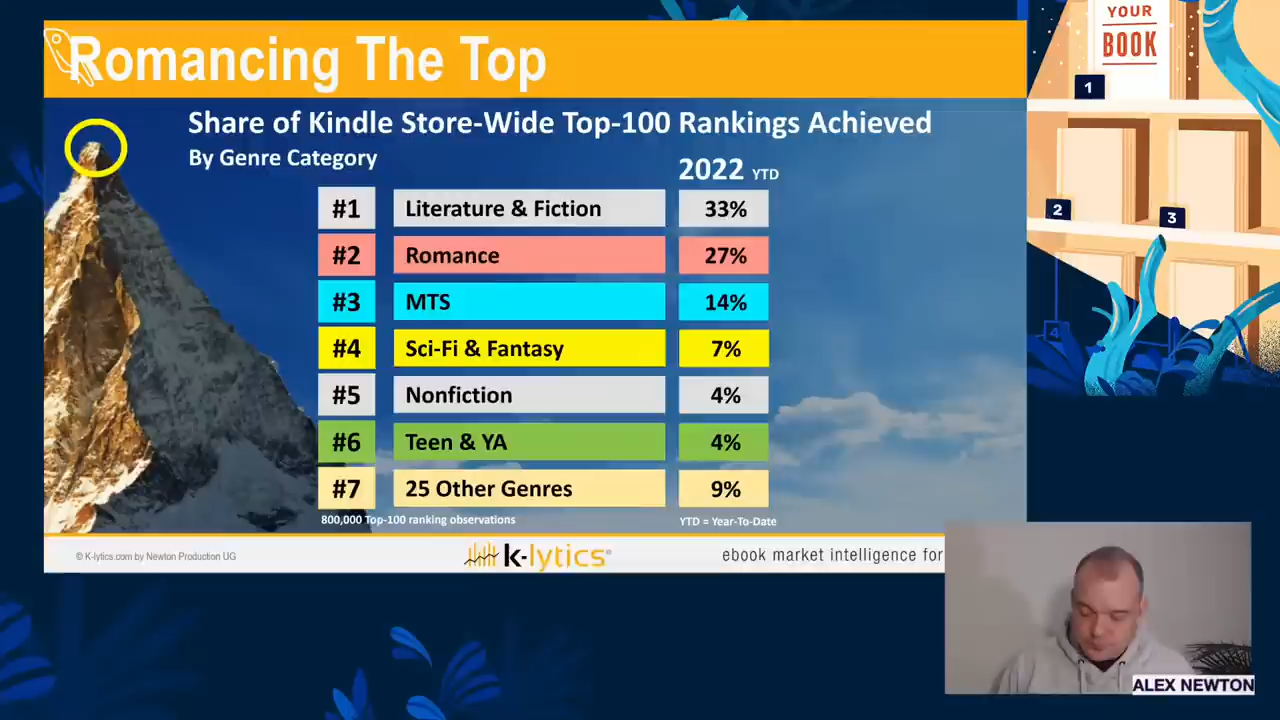 Romancing The Top
YOUR
BOOK
1
2
3
4
Share of Kindle Store-Wide Top-100 Rankings Achieved
By Genre Category
2022 YTD
#1 Literature & Fiction 33%
#2 Romance 27%
#3 MTS 14%
#4 Sci-Fi & Fantasy 7%
#5 Nonfiction 4%
#6 Teen & YA 4%
#7 25 Other Genres 9%
800,000 Top-100 ranking observations
YTD = Year-To-Date
© K-lytics.com by Newton Production UG
k-lytics®
ebook market intelligence for
ALEX NEWTON